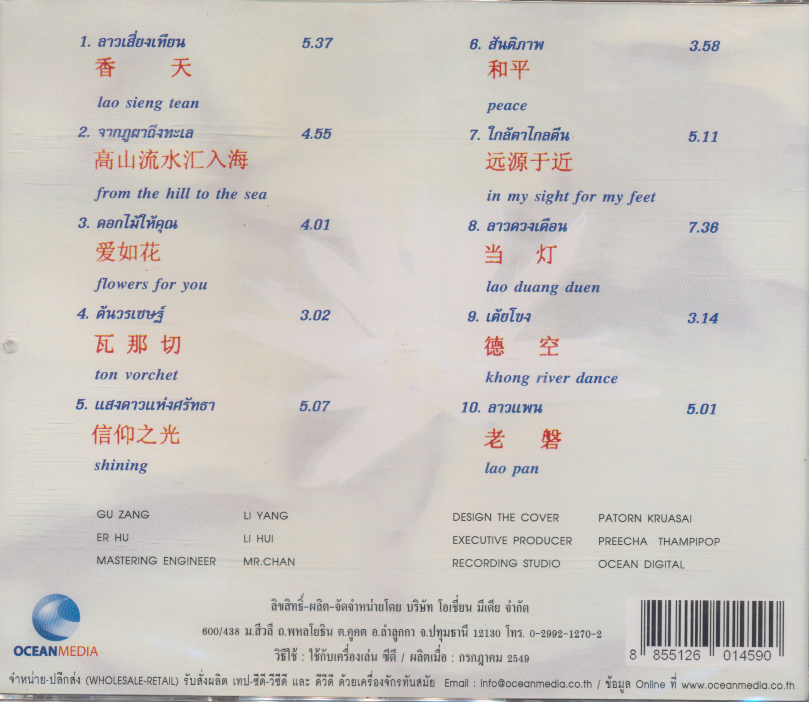 1. ลาวเสี่ยงเทียน 5.37
香 天
lao sieng tean
2. จากภูผาถึงทะเล 4.55
高山流水汇入海
from the hill to the sea
3. ดอกไม้ให้คุณ 4.01
爱如花
flowers for you
4. ต้นวรเชษฐ์ 3.02
瓦 那 切
ton vorchet
5. แสงดาวแห่งศรัทธา 5.07
信仰之光
shining
6. สันติภาพ 3.58
和平
peace
7. ใกล้ตาไกลตีน 5.11
远源于近
in my sight for my feet
8. ลาวดวงเดือน 7.36
当 灯
lao duang duen
9. เต้ยโขง 3.14
德 空
khong river dance
10. ลาวแพน 5.01
老 磐
lao pan
GU ZANG LI YANG
ER HU LI HUI
MASTERING ENGINEER MR.CHAN
DESIGN THE COVER PATORN KRUASAI
EXECUTIVE PRODUCER PREECHA THAMPIPOP
RECORDING STUDIO OCEAN DIGITAL
OCEANMEDIA
ลิขสิทธิ์-ผลิต-จัดจำหน่ายโดย บริษัท โอเชี่ยน มีเดีย จำกัด
600/438 ม.สีวลี ถ.พหลโยธิน ต.คูคต อ.ลำลูกกา จ.ปทุมธานี 12130 โทร. 0-2992-1270-2
วิธีใช้ : ใช้กับเครื่องเล่น ซีดี / ผลิตเมื่อ : กรกฎาคม 2549
8 855126 014590
จำหน่าย-ปลีกส่ง (WHOLESALE-RETAIL) รับสั่งผลิต เทป-ซีดี-วีซีดี และ ดีวีดี ด้วยเครื่องจักรทันสมัย Email : Info@oceanmedia.co.th / ข้อมูล Online ที่ www.oceanmedia.co.th